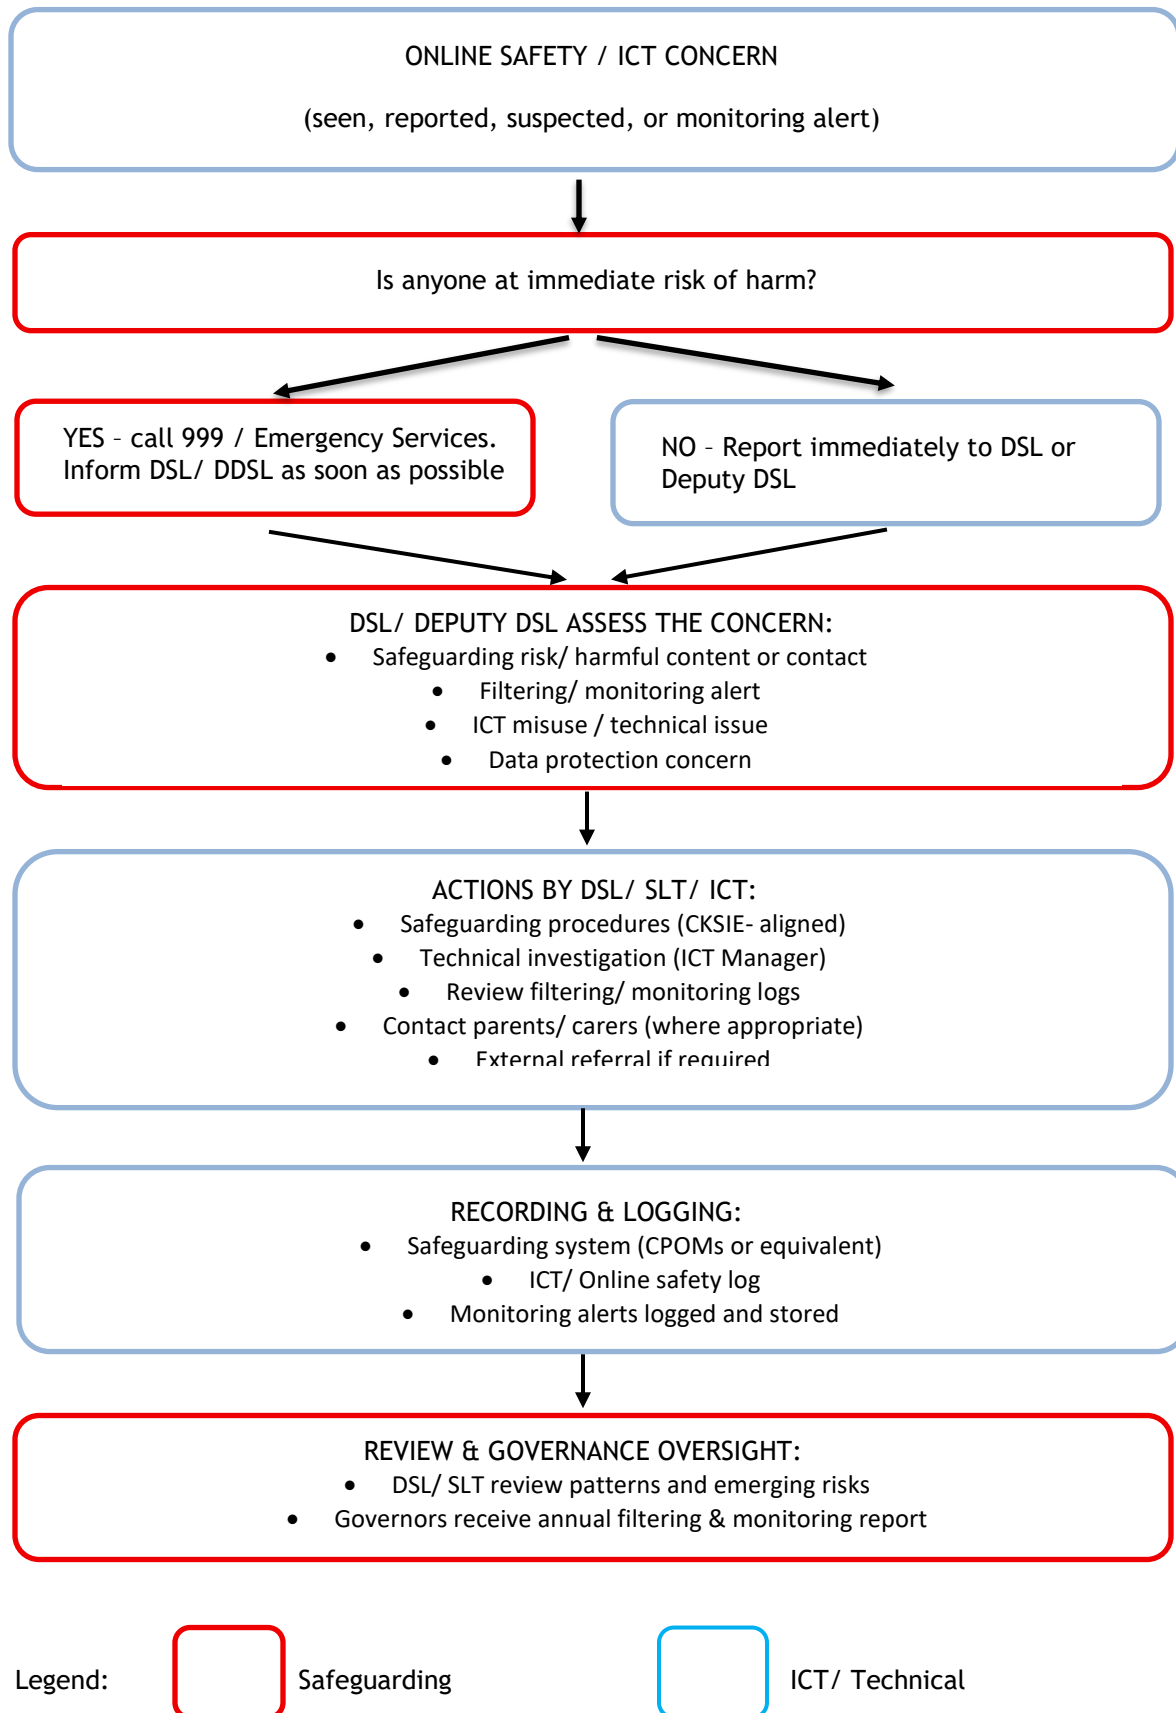 ONLINE SAFETY / ICT CONCERN
(seen, reported, suspected, or monitoring alert)
Is anyone at immediate risk of harm?
YES - call 999 / Emergency Services.
Inform DSL/ DDSL as soon as possible
NO - Report immediately to DSL or
Deputy DSL
DSL/ DEPUTY DSL ASSESS THE CONCERN:
• Safeguarding risk/ harmful content or contact
• Filtering/ monitoring alert
• ICT misuse / technical issue
• Data protection concern
ACTIONS BY DSL/ SLT/ ICT:
• Safeguarding procedures (CKSIE- aligned)
• Technical investigation (ICT Manager)
• Review filtering/ monitoring logs
• Contact parents/ carers (where appropriate)
• External referral if required
RECORDING & LOGGING:
• Safeguarding system (CPOMs or equivalent)
• ICT/ Online safety log
• Monitoring alerts logged and stored
REVIEW & GOVERNANCE OVERSIGHT:
• DSL/ SLT review patterns and emerging risks
• Governors receive annual filtering & monitoring report
Legend: Safeguarding ICT/ Technical